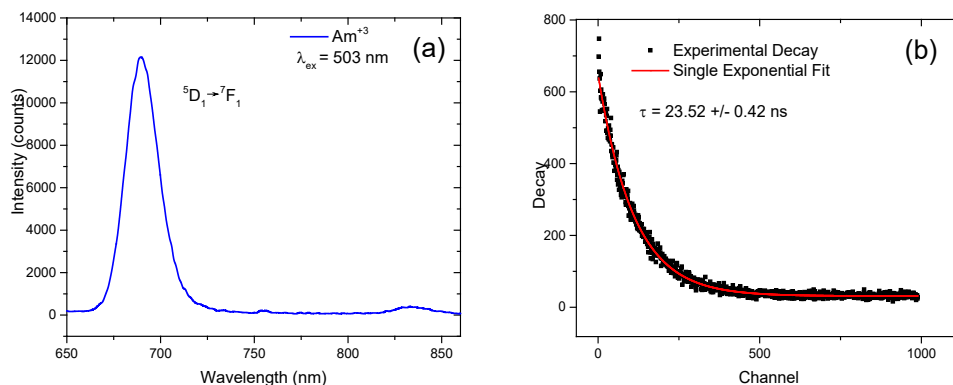 14000
12000
10000
8000
6000
4000
2000
0
Intensity (counts)
Am⁺³
λₑₓ = 503 nm
(a)
⁵D₁→⁷F₁
650 700 750 800 850
Wavelength (nm)
800
600
400
200
0
Decay
Experimental Decay
Single Exponential Fit
(b)
τ = 23.52 +/- 0.42 ns
0 500 1000
Channel